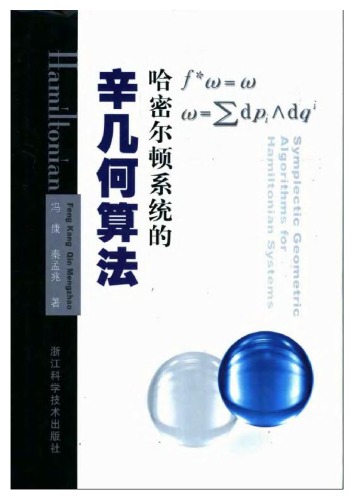 Hamiltonian
哈密尔顿系统的
辛几何算法
f*ω=ω
ω=∑dpᵢ∧dqⁱ
Symplectic Geometric
Algorithms for
Hamiltonian Systems
Feng Kang Qin Mengzhao
冯 康 秦孟兆 著
浙江科学技术出版社